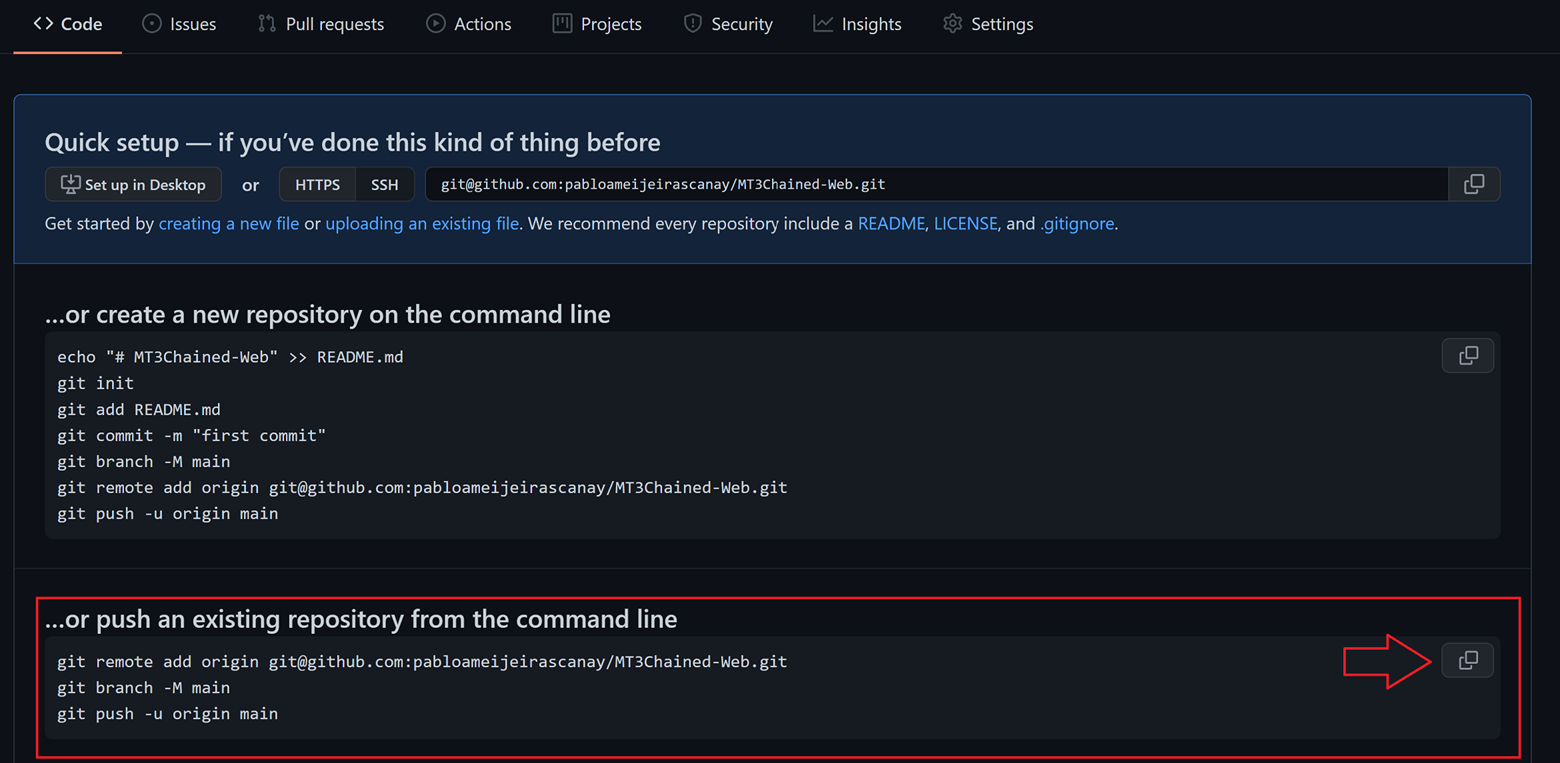 Code Issues Pull requests Actions Projects Security Insights Settings
Quick setup — if you’ve done this kind of thing before
Set up in Desktop or HTTPS SSH git@github.com:pabloameijeirascanay/MT3Chained-Web.git
Get started by creating a new file or uploading an existing file. We recommend every repository include a README, LICENSE, and .gitignore.
…or create a new repository on the command line
echo "# MT3Chained-Web" >> README.md
git init
git add README.md
git commit -m "first commit"
git branch -M main
git remote add origin git@github.com:pabloameijeirascanay/MT3Chained-Web.git
git push -u origin main
…or push an existing repository from the command line
git remote add origin git@github.com:pabloameijeirascanay/MT3Chained-Web.git
git branch -M main
git push -u origin main